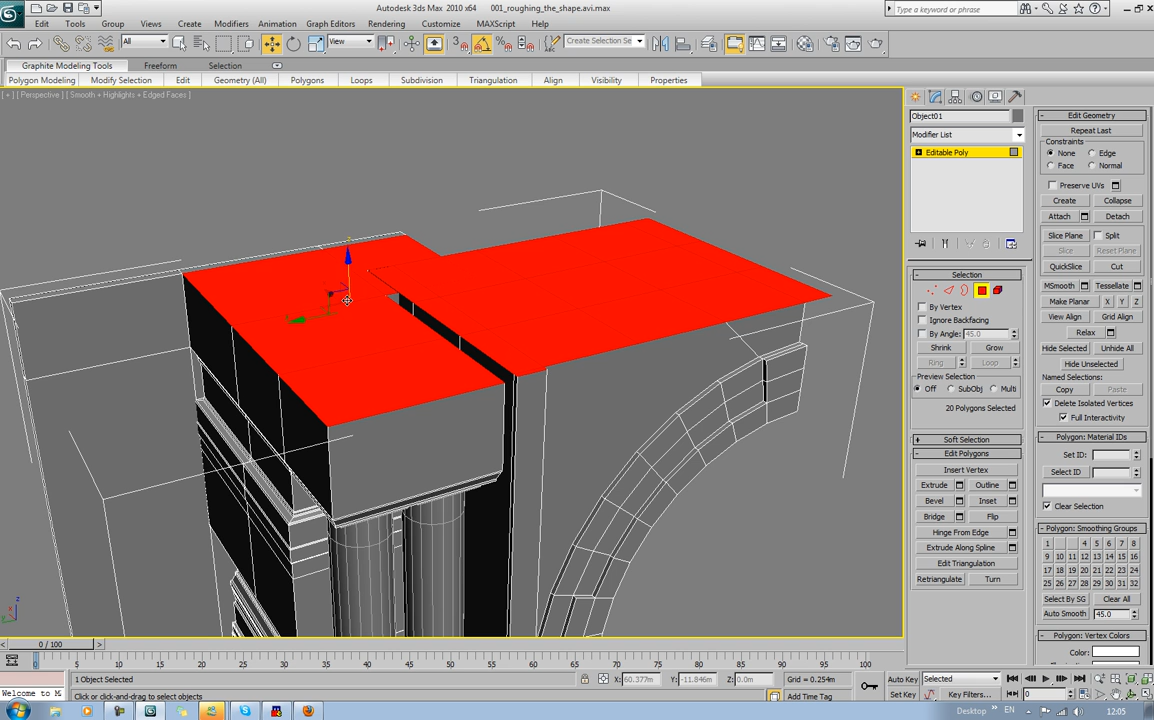 Autodesk 3ds Max 2010 x64 001_roughing_the_shape.avi.max
Type a keyword or phrase
Edit Tools Group Views Create Modifiers Animation Graph Editors Rendering Customize MAXScript Help
All View Create Selection Se
Graphite Modeling Tools Freeform Selection
Polygon Modeling Modify Selection Edit Geometry (All) Polygons Loops Subdivision Triangulation Align Visibility Properties
[ + ] [ Perspective ] [ Smooth + Highlights + Edged Faces ]
Object01
Modifier List
Editable Poly
Selection
By Vertex
Ignore Backfacing
By Angle: 45.0
Shrink Grow
Ring Loop
Preview Selection
Off SubObj Multi
20 Polygons Selected
Soft Selection
Edit Polygons
Insert Vertex
Extrude Outline
Bevel Inset
Bridge Flip
Hinge From Edge
Extrude Along Spline
Edit Triangulation
Retriangulate Turn
Edit Geometry
Repeat Last
Constraints
None Edge
Face Normal
Preserve UVs
Create Collapse
Attach Detach
Slice Plane Split
Slice Reset Plane
QuickSlice Cut
MSmooth Tessellate
Make Planar X Y Z
View Align Grid Align
Relax
Hide Selected Unhide All
Hide Unselected
Named Selections:
Copy Paste
Delete Isolated Vertices
Full Interactivity
Polygon: Material IDs
Set ID:
Select ID
Clear Selection
Polygon: Smoothing Groups
1 4 5 6 7 8
9 10 11 12 13 14 15 16
17 18 19 20 21 22 23 24
25 26 27 28 29 30 31 32
Select By SG Clear All
Auto Smooth 45.0
Polygon: Vertex Colors
Color:
z
x
y
0 / 100
0 5 10 15 20 25 30 35 40 45 50 55 60 65 70 75 80 85 90 95 100
1 Object Selected X: 60.377m Y: -11.846m Z: 0.0m Grid = 0.254m Auto Key Selected
Welcome to M Click or click-and-drag to select objects Add Time Tag Set Key Key Filters... 0
Desktop EN 12:05